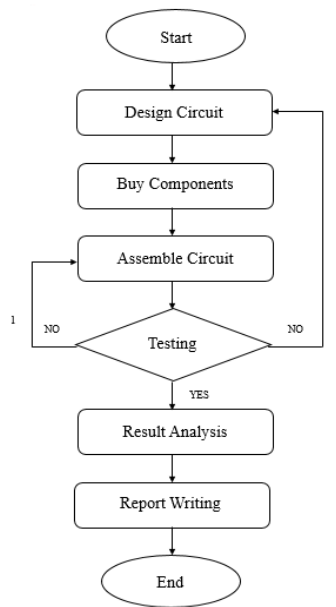 Start
Design Circuit
Buy Components
Assemble Circuit
1
NO
Testing
NO
YES
Result Analysis
Report Writing
End